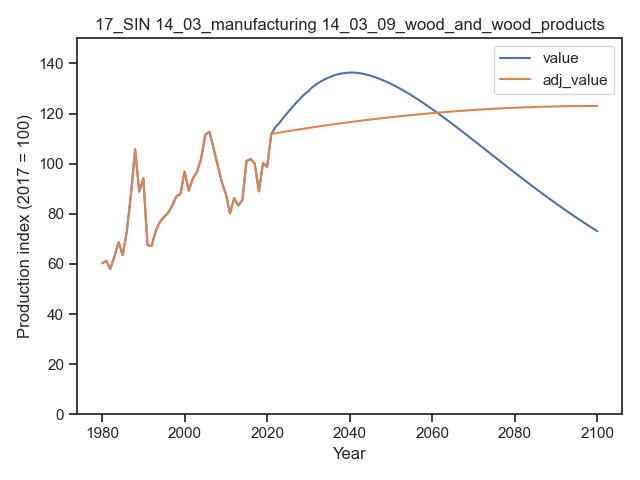 17_SIN 14_03_manufacturing 14_03_09_wood_and_wood_products
value
adj_value
Production index (2017 = 100)
140
120
100
80
60
40
20
0
1980 2000 2020 2040 2060 2080 2100
Year